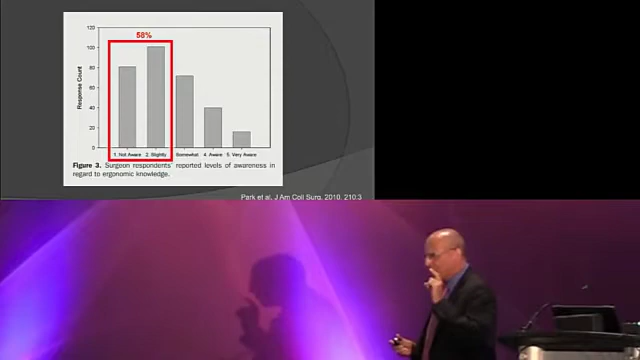 58%
120
100
80
60
40
20
0
Response Count
1. Not Aware 2. Slightly Somewhat 4. Aware 5. Very Aware
Figure 3. Surgeon respondents' reported levels of awareness in
regard to ergonomic knowledge.
Park et al, J Am Coll Surg, 2010, 210:3